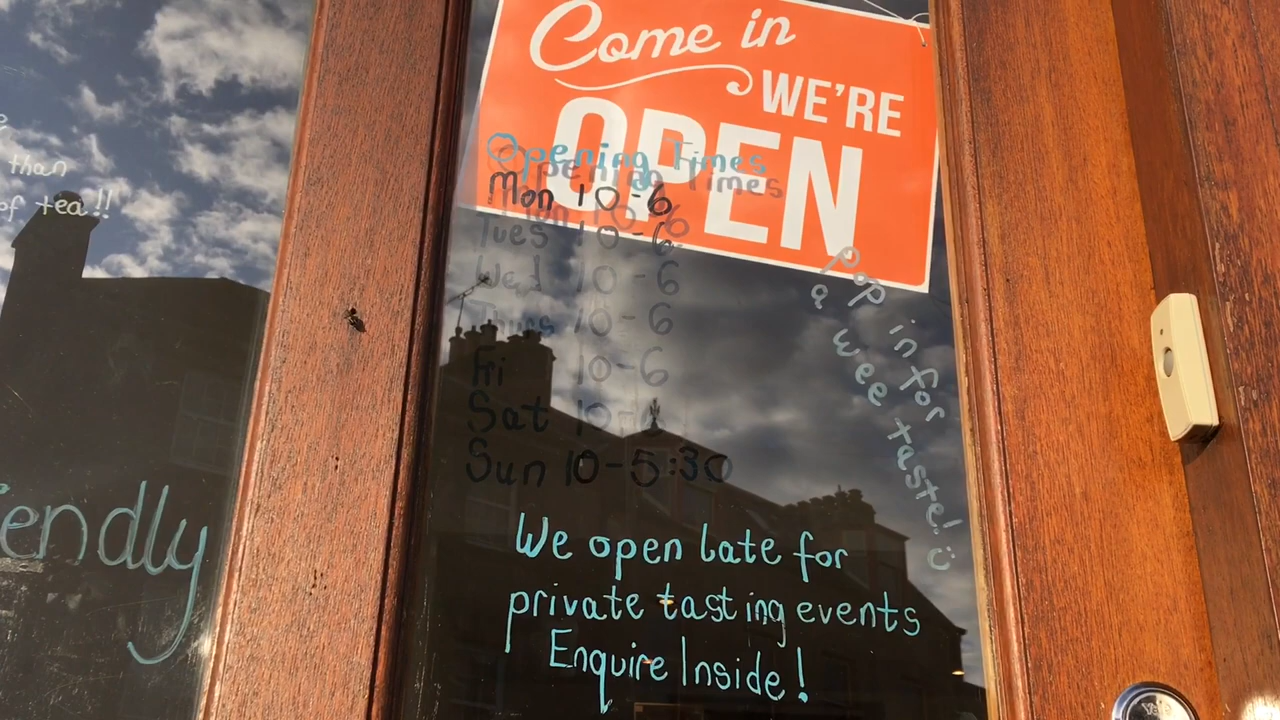 than
of tea!!
endly
Come in
WE'RE
OPEN
Opening Times
Mon 10-6
Tues 10-6
Wed 10-6
Thurs 10-6
Fri 10-6
Sat 10-6
Sun 10-5:30
Pop in for
a wee taste!
We open late for
private tasting events
Enquire Inside!
Yale